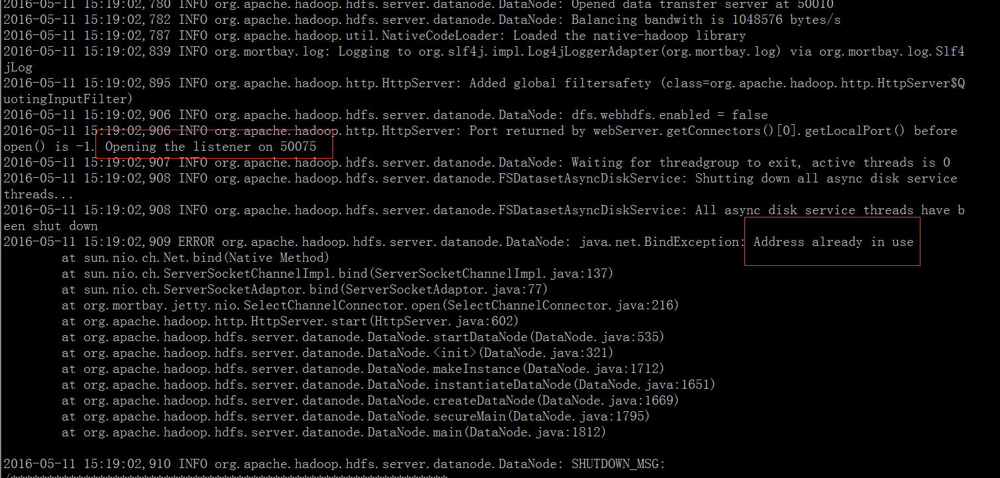 2016-05-11 15:19:02,780 INFO org.apache.hadoop.hdfs.server.datanode.DataNode: Opened data transfer server at 50010
2016-05-11 15:19:02,782 INFO org.apache.hadoop.hdfs.server.datanode.DataNode: Balancing bandwith is 1048576 bytes/s
2016-05-11 15:19:02,787 INFO org.apache.hadoop.util.NativeCodeLoader: Loaded the native-hadoop library
2016-05-11 15:19:02,839 INFO org.mortbay.log: Logging to org.slf4j.impl.Log4jLoggerAdapter(org.mortbay.log) via org.mortbay.log.Slf4
jLog
2016-05-11 15:19:02,895 INFO org.apache.hadoop.http.HttpServer: Added global filtersafety (class=org.apache.hadoop.http.HttpServer$Q
uotingInputFilter)
2016-05-11 15:19:02,906 INFO org.apache.hadoop.hdfs.server.datanode.DataNode: dfs.webhdfs.enabled = false
2016-05-11 15:19:02,906 INFO org.apache.hadoop.http.HttpServer: Port returned by webServer.getConnectors()[0].getLocalPort() before
open() is -1. Opening the listener on 50075
2016-05-11 15:19:02,907 INFO org.apache.hadoop.hdfs.server.datanode.DataNode: Waiting for threadgroup to exit, active threads is 0
2016-05-11 15:19:02,908 INFO org.apache.hadoop.hdfs.server.datanode.FSDatasetAsyncDiskService: Shutting down all async disk service
threads...
2016-05-11 15:19:02,908 INFO org.apache.hadoop.hdfs.server.datanode.FSDatasetAsyncDiskService: All async disk service threads have b
een shut down
2016-05-11 15:19:02,909 ERROR org.apache.hadoop.hdfs.server.datanode.DataNode: java.net.BindException: Address already in use
at sun.nio.ch.Net.bind(Native Method)
at sun.nio.ch.ServerSocketChannelImpl.bind(ServerSocketChannelImpl.java:137)
at sun.nio.ch.ServerSocketAdaptor.bind(ServerSocketAdaptor.java:77)
at org.mortbay.jetty.nio.SelectChannelConnector.open(SelectChannelConnector.java:216)
at org.apache.hadoop.http.HttpServer.start(HttpServer.java:602)
at org.apache.hadoop.hdfs.server.datanode.DataNode.startDataNode(DataNode.java:535)
at org.apache.hadoop.hdfs.server.datanode.DataNode.<init>(DataNode.java:321)
at org.apache.hadoop.hdfs.server.datanode.DataNode.makeInstance(DataNode.java:1712)
at org.apache.hadoop.hdfs.server.datanode.DataNode.instantiateDataNode(DataNode.java:1651)
at org.apache.hadoop.hdfs.server.datanode.DataNode.createDataNode(DataNode.java:1669)
at org.apache.hadoop.hdfs.server.datanode.DataNode.secureMain(DataNode.java:1795)
at org.apache.hadoop.hdfs.server.datanode.DataNode.main(DataNode.java:1812)
2016-05-11 15:19:02,910 INFO org.apache.hadoop.hdfs.server.datanode.DataNode: SHUTDOWN_MSG: